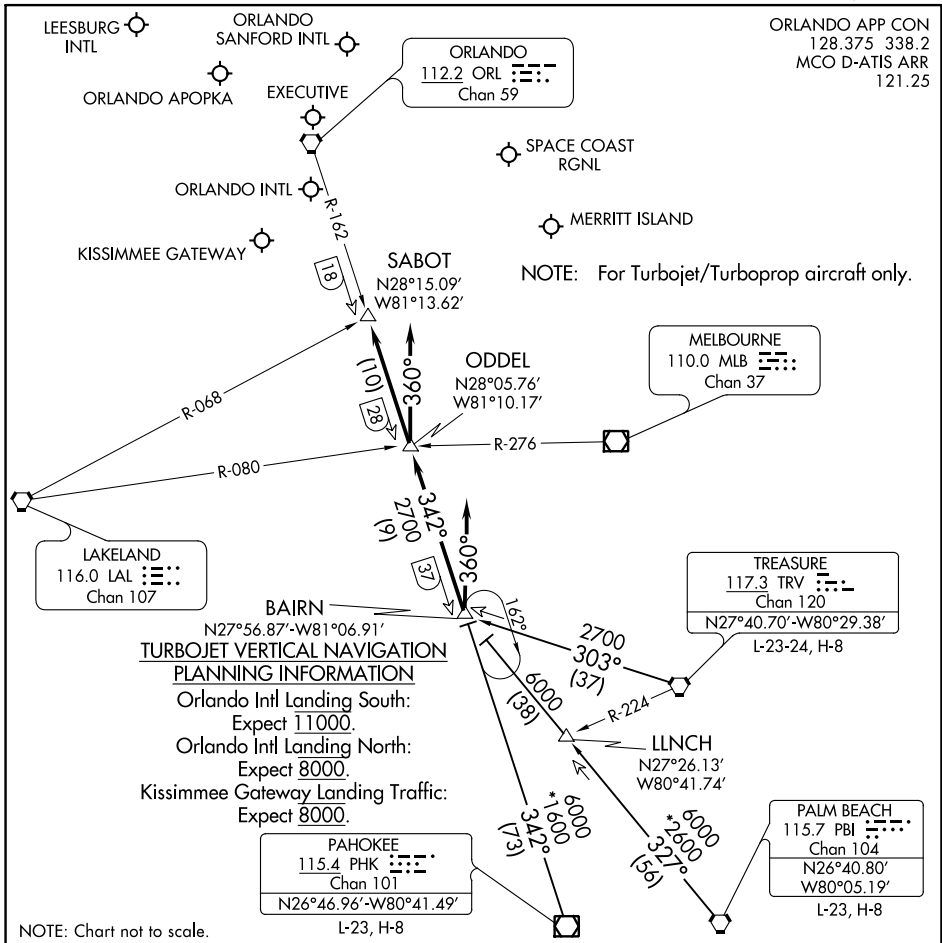 LEESBURG
INTL
ORLANDO
SANFORD INTL
ORLANDO APOPKA
EXECUTIVE
ORLANDO
112.2 ORL
Chan 59
ORLANDO APP CON
128.375 338.2
MCO D-ATIS ARR
121.25
SPACE COAST
RGNL
ORLANDO INTL
R-162
MERRITT ISLAND
KISSIMMEE GATEWAY
18
SABOT
N28°15.09'
W81°13.62'
NOTE: For Turbojet/Turboprop aircraft only.
(10)
360°
ODDEL
N28°05.76'
W81°10.17'
MELBOURNE
110.0 MLB
Chan 37
R-068
28
R-276
R-080
342°
2700
(9)
360°
LAKELAND
116.0 LAL
Chan 107
37
TREASURE
117.3 TRV
Chan 120
N27°40.70'-W80°29.38'
L-23-24, H-8
BAIRN
N27°56.87'-W81°06.91'
162°
2700
303°
(37)
TURBOJET VERTICAL NAVIGATION
PLANNING INFORMATION
Orlando Intl Landing South:
Expect 11000.
Orlando Intl Landing North:
Expect 8000.
Kissimmee Gateway Landing Traffic:
Expect 8000.
6000
(38)
R-224
LLNCH
N27°26.13'
W80°41.74'
6000
*1600
342°
(73)
6000
*2600
327°
(56)
PALM BEACH
115.7 PBI
Chan 104
N26°40.80'
W80°05.19'
L-23, H-8
PAHOKEE
115.4 PHK
Chan 101
N26°46.96'-W80°41.49'
L-23, H-8
NOTE: Chart not to scale.